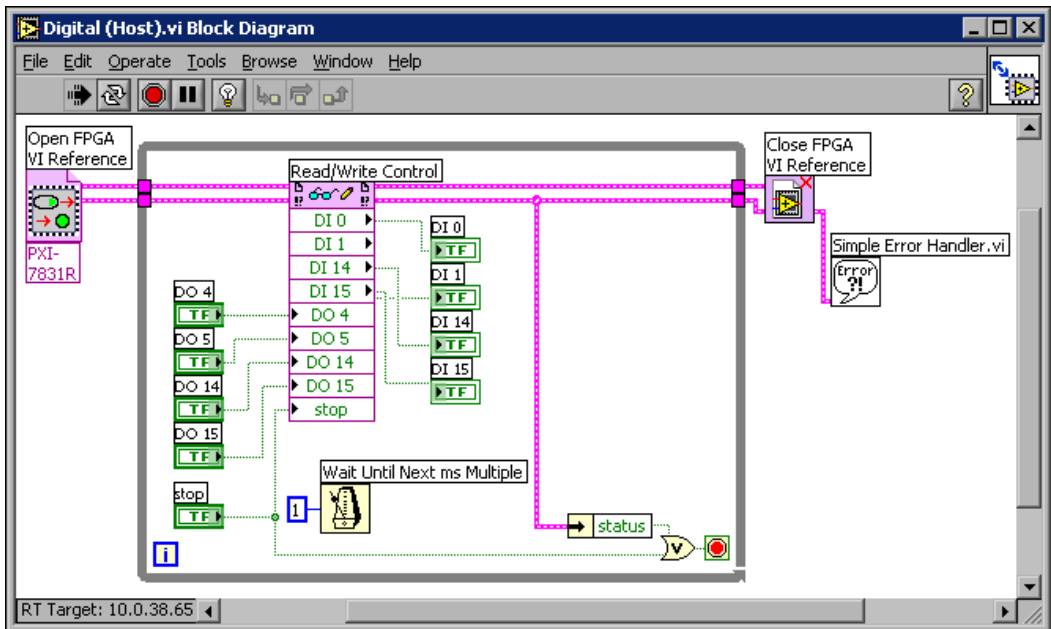 Digital (Host).vi Block Diagram
File Edit Operate Tools Browse Window Help
?
Open FPGA
VI Reference
PXI-
7831R
Read/Write Control
!? !?
DI 0
DI 1
DI 14
DI 15
DO 4
DO 5
DO 14
DO 15
stop
DO 4
TF
DO 5
TF
DO 14
TF
DO 15
TF
stop
TF
DI 0
TF
DI 1
TF
DI 14
TF
DI 15
TF
Wait Until Next ms Multiple
1
i
status
V
Close FPGA
VI Reference
Simple Error Handler.vi
Error
?!
RT Target: 10.0.38.65